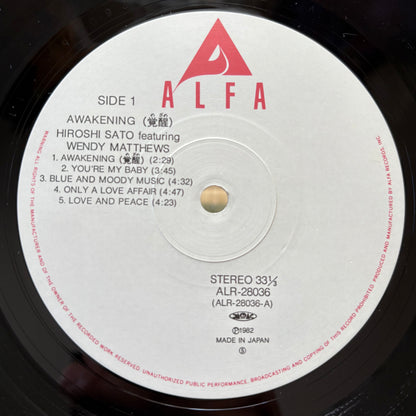 ALFA
SIDE 1
AWAKENING (覚醒)
HIROSHI SATO featuring
WENDY MATTHEWS
1. AWAKENING (覚醒) (2:29)
2. YOU'RE MY BABY (3:45)
3. BLUE AND MOODY MUSIC (4:32)
4. ONLY A LOVE AFFAIR (4:47)
5. LOVE AND PEACE (4:23)
STEREO 33⅓
ALR-28036
(ALR-28036-A)
Ⓟ1982
MADE IN JAPAN
Ⓢ
PRODUCED AND MANUFACTURED BY ALFA RECORDS, INC.
WARNING: ALL RIGHTS OF THE MANUFACTURER AND OF THE OWNER OF THE RECORDED WORK RESERVED. UNAUTHORIZED PUBLIC PERFORMANCE, BROADCASTING AND COPYING OF THIS RECORD PROHIBITED.